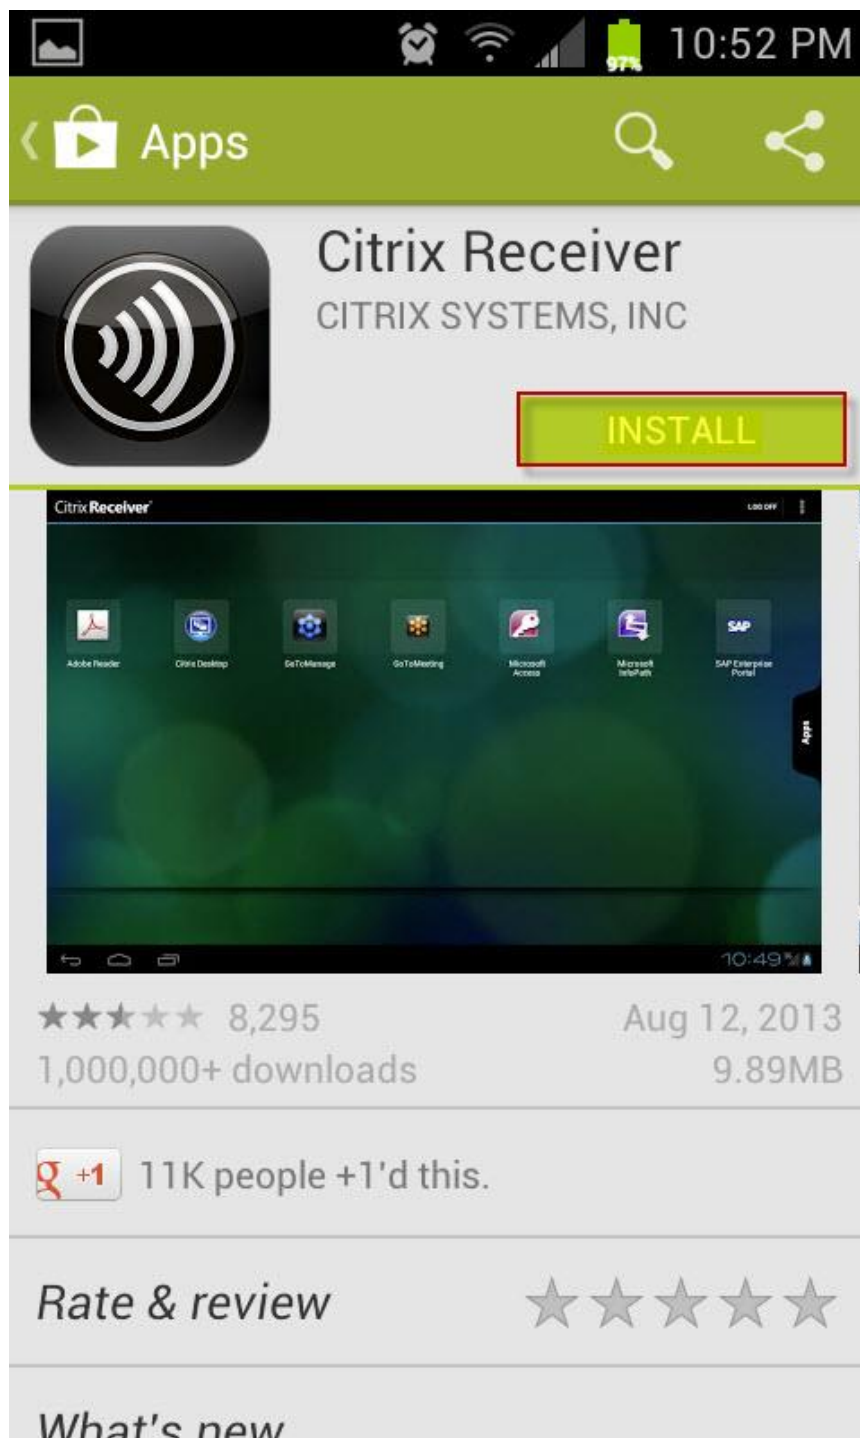 97%
10:52 PM
Apps
Citrix Receiver
CITRIX SYSTEMS, INC
INSTALL
Citrix Receiver
LOG OFF
Adobe Reader
Citrix Desktop
GoToManage
GoToMeeting
Microsoft Access
Microsoft InfoPath
SAP
SAP Enterprise Portal
Apps
10:49
8,295
Aug 12, 2013
1,000,000+ downloads
9.89MB
g +1
11K people +1'd this.
Rate & review
What's new